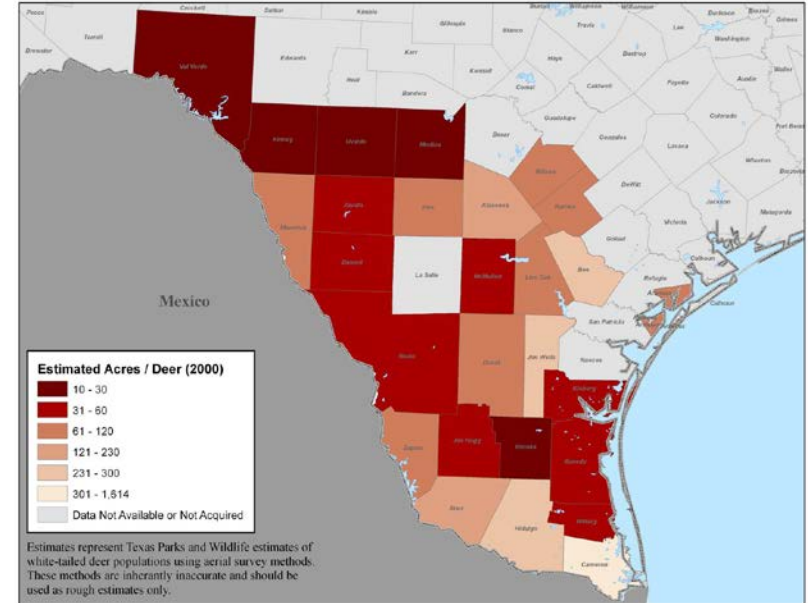 Crockett
Sutton
Kimble
Gillespie
Blanco
Travis
Lee
Washington
Waller
Pecos
Terrell
Brewster
Val Verde
Edwards
Kerr
Real
Bandera
Kendall
Hays
Comal
Bastrop
Caldwell
Fayette
Austin
Fort Bend
Guadalupe
Colorado
Bexar
Gonzales
Lavaca
Wharton
Kinney
Uvalde
Medina
Wilson
DeWitt
Jackson
Matagorda
Maverick
Zavala
Frio
Atascosa
Karnes
Victoria
Goliad
Calhoun
Dimmit
La Salle
McMullen
Live Oak
Bee
Refugio
Calhoun
Mexico
San Patricio
Webb
Duval
Jim Wells
Nueces
Kleberg
Zapata
Jim Hogg
Brooks
Kenedy
Starr
Hidalgo
Willacy
Cameron
Estimated Acres / Deer (2000)
10 - 30
31 - 60
61 - 120
121 - 230
231 - 300
301 - 1,614
Data Not Available or Not Acquired
Estimates represent Texas Parks and Wildlife estimates of
white-tailed deer populations using aerial survey methods.
These methods are inherantly inaccurate and should be
used as rough estimates only.